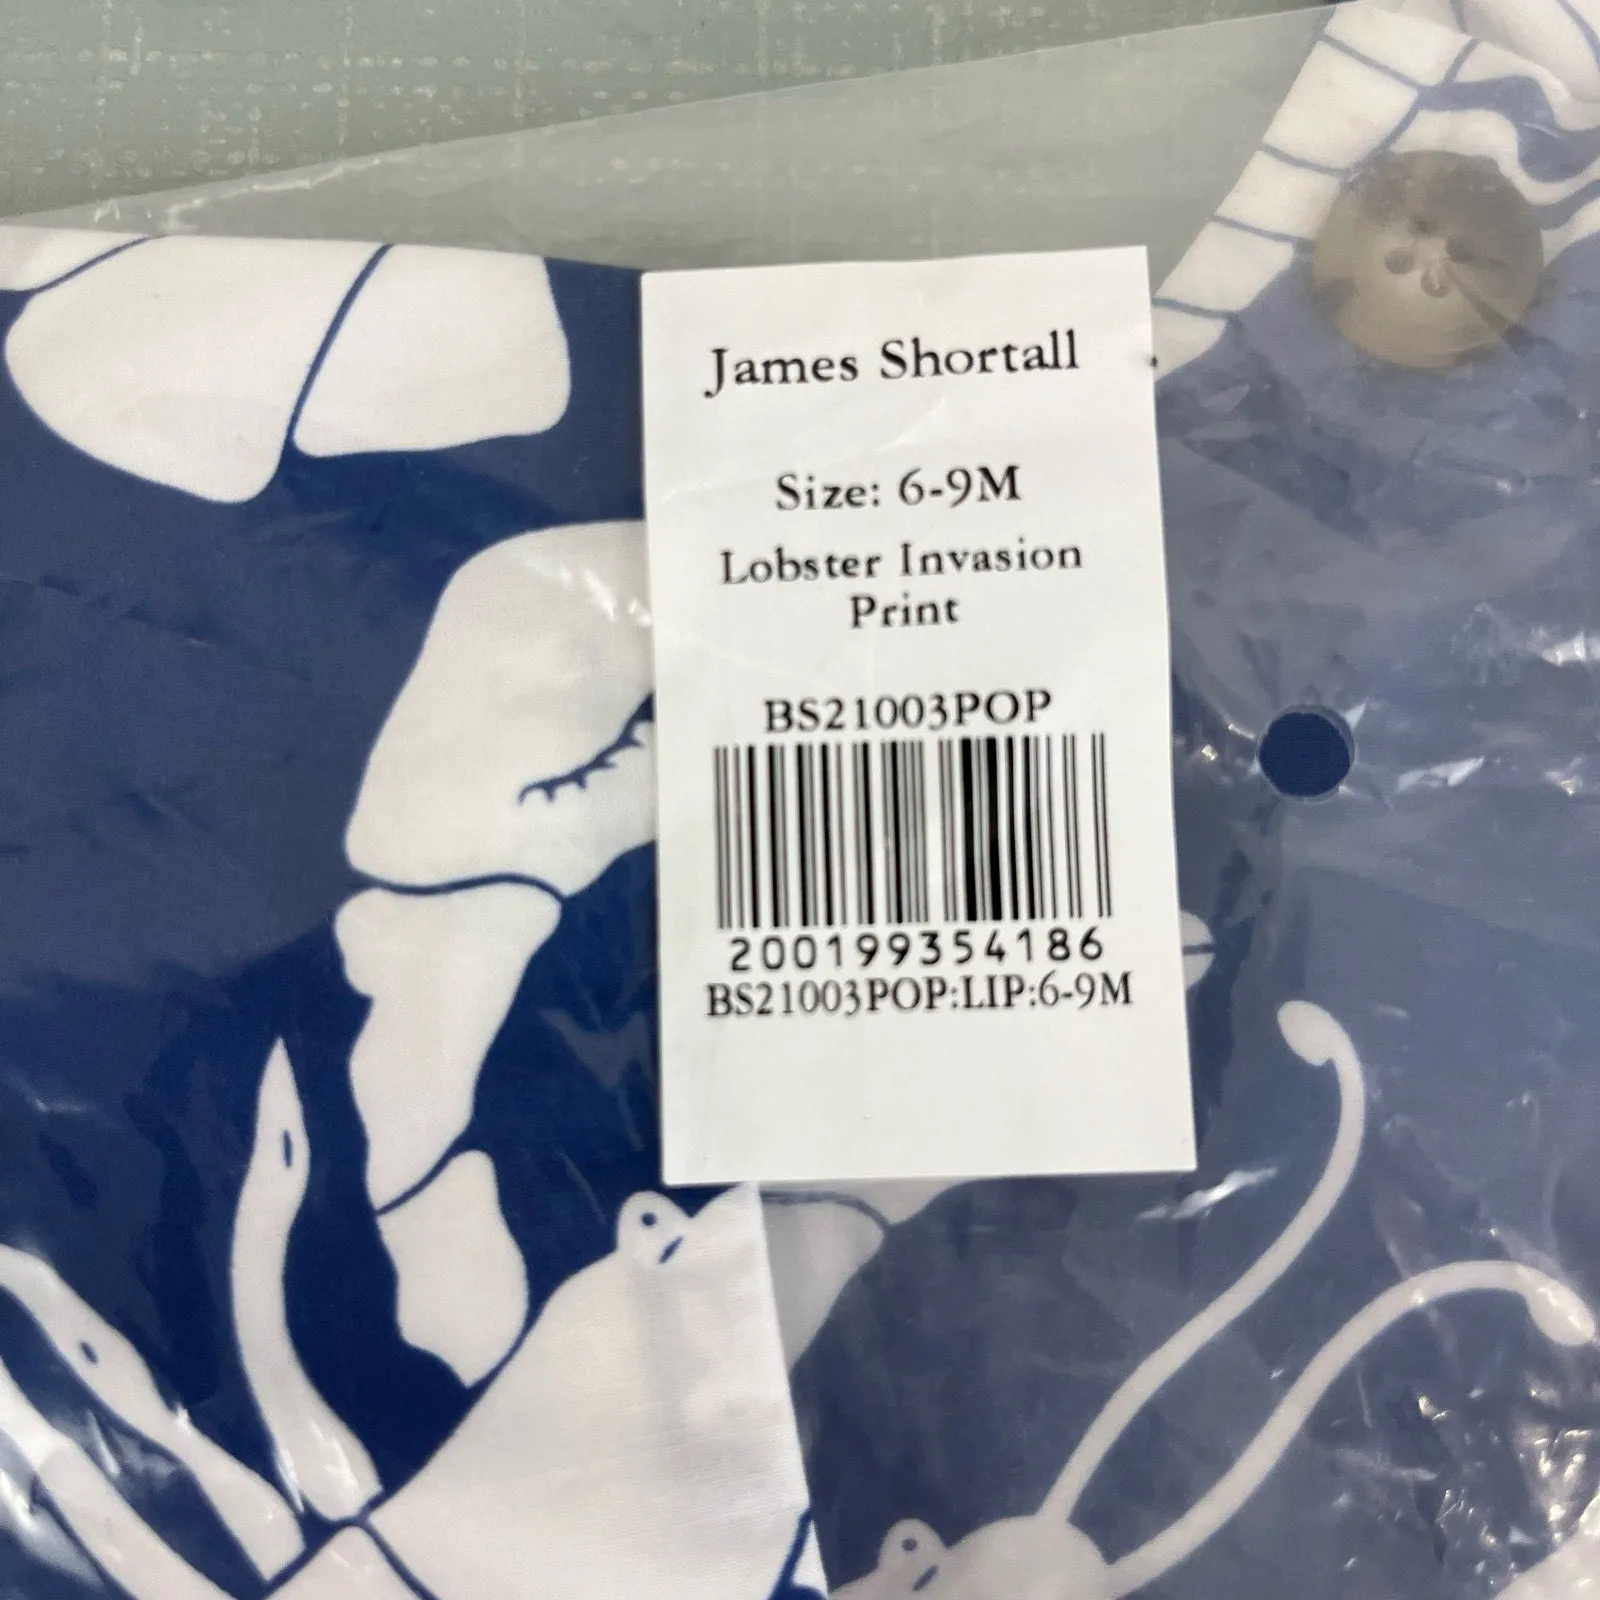 James Shortall
Size: 6-9M
Lobster Invasion
Print
BS21003POP
200199354186
BS21003POP:LIP:6-9M